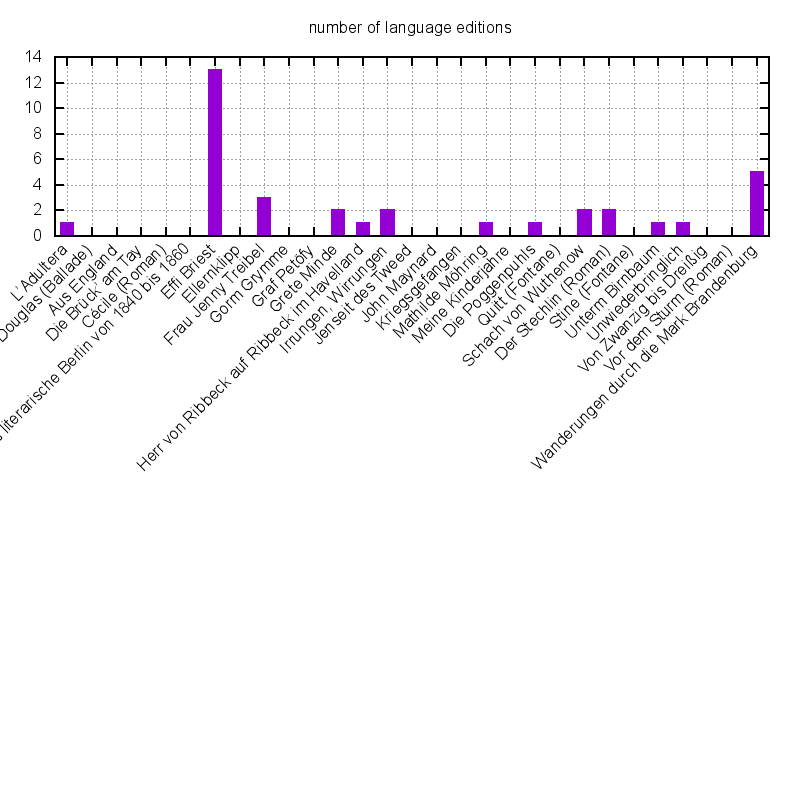 number of language editions
14
12
10
8
6
4
2
0
L'Adultera
Douglas (Ballade)
Aus England
Die Brück' am Tay
Cécile (Roman)
literarische Berlin von 1840 bis 1860
Effi Briest
Ellernklipp
Frau Jenny Treibel
Gorm Grymme
Graf Petöfy
Grete Minde
Herr von Ribbeck auf Ribbeck im Havelland
Irrungen, Wirrungen
Jenseit des Tweed
John Maynard
Kriegsgefangen
Mathilde Möhring
Meine Kinderjahre
Die Poggenpuhls
Quitt (Fontane)
Schach von Wuthenow
Der Stechlin (Roman)
Stine (Fontane)
Unterm Birnbaum
Unwiederbringlich
Von Zwanzig bis Dreißig
Vor dem Sturm (Roman)
Wanderungen durch die Mark Brandenburg